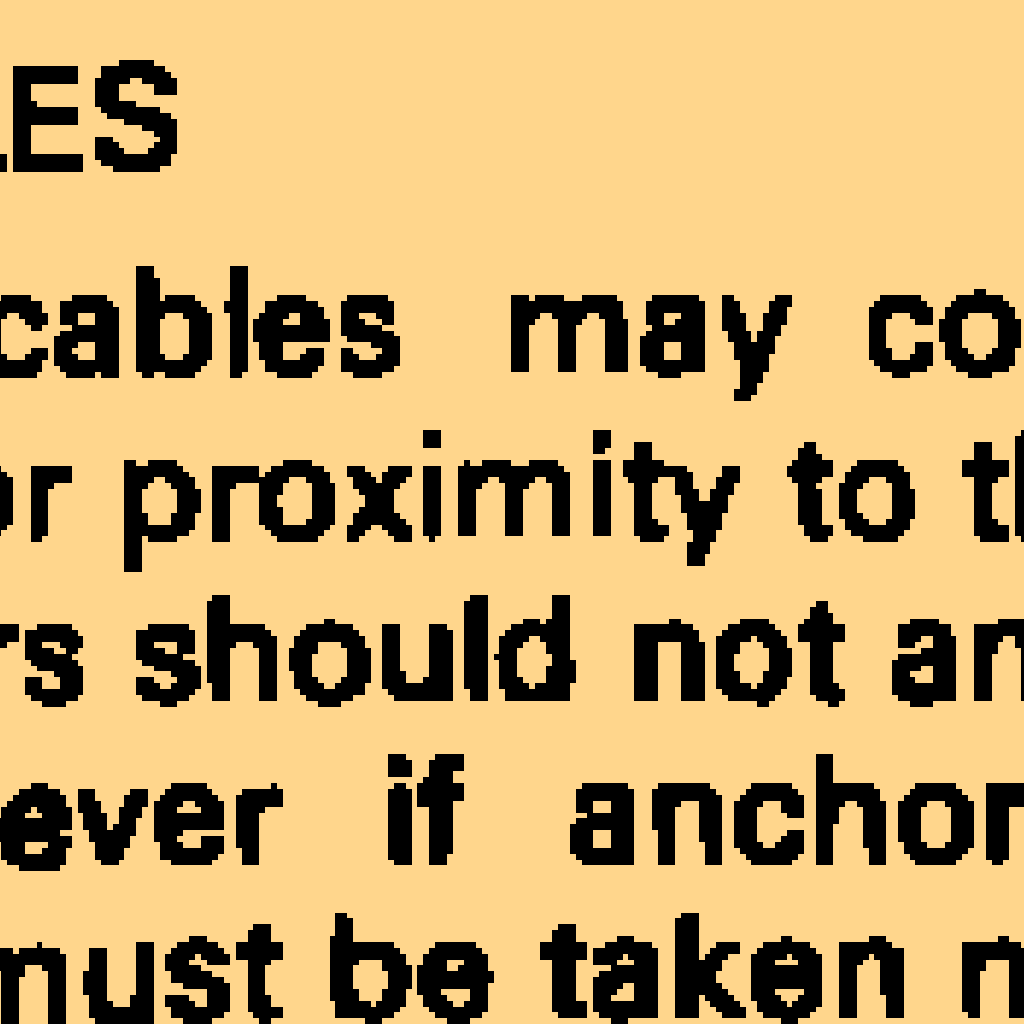 LES
cables may co
or proximity to th
rs should not an
ever if anchor
must be taken n